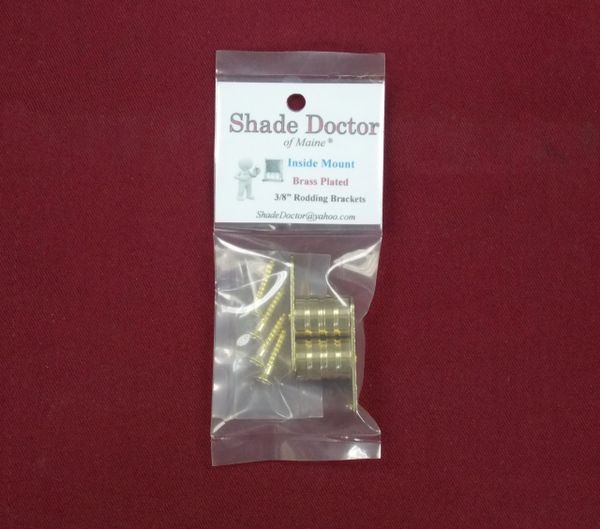 Shade Doctor
of Maine®
Inside Mount
Brass Plated
3/8" Rodding Brackets
ShadeDoctor@yahoo.com